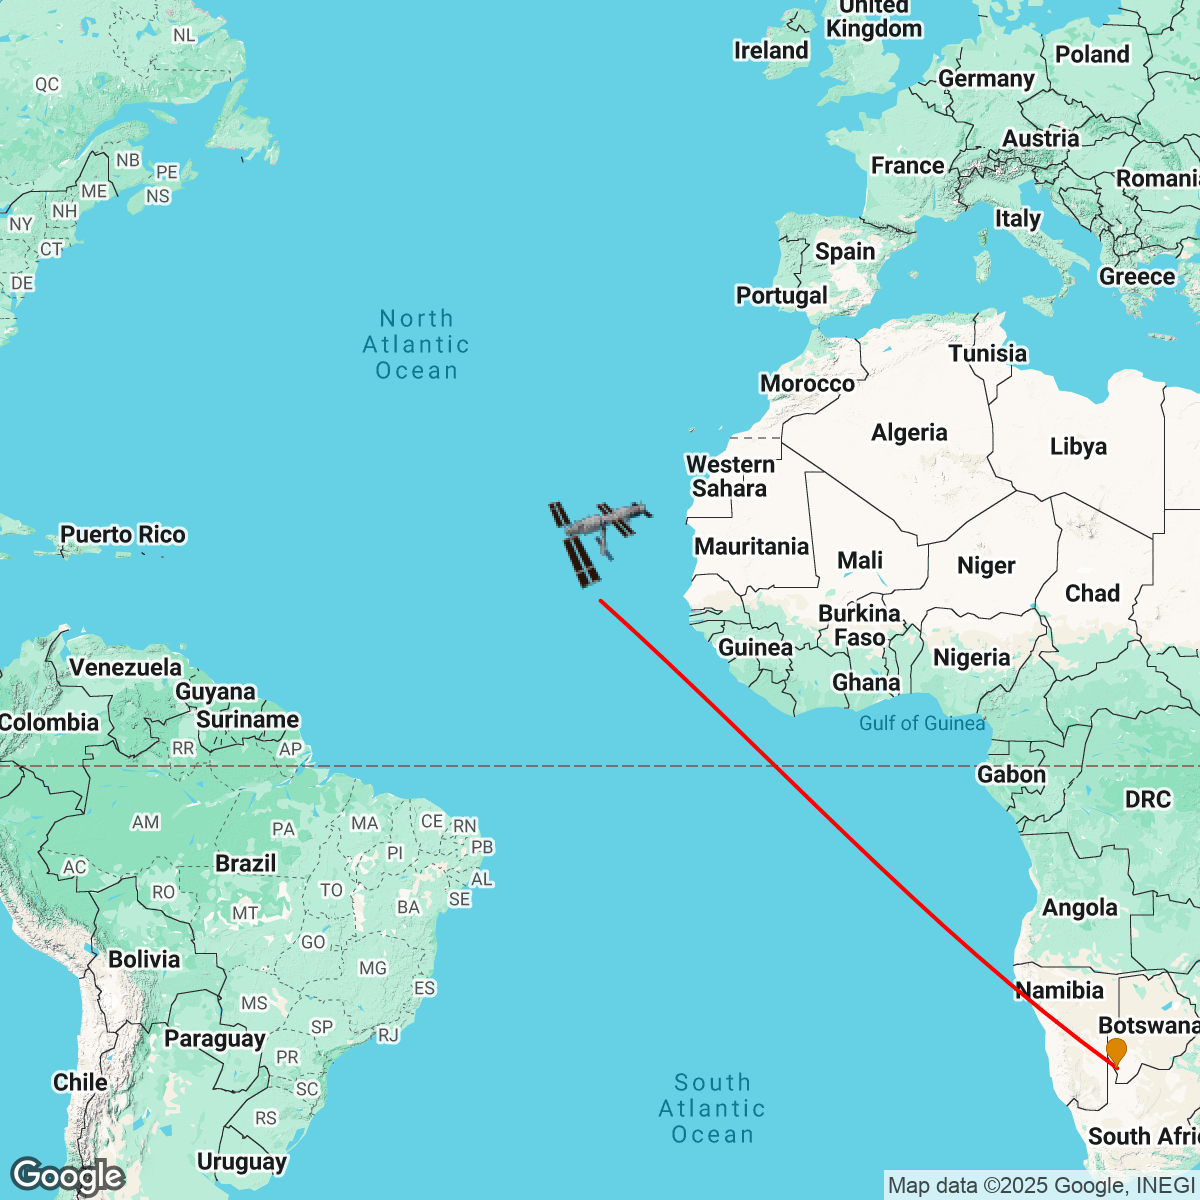 United
Kingdom
NL
Ireland
Poland
Germany
QC
Austria
NB
PE
France
Romania
ME
NS
NH
Italy
NY
CT
Spain
Greece
DE
Portugal
North
Atlantic
Ocean
Tunisia
Morocco
Algeria
Libya
Western
Sahara
Puerto Rico
Mauritania
Mali
Niger
Chad
Burkina
Faso
Guinea
Nigeria
Venezuela
Ghana
Guyana
Suriname
Colombia
Gulf of Guinea
RR
AP
Gabon
DRC
AM
PA
MA
CE
RN
PB
PI
Brazil
AC
AL
RO
TO
SE
BA
MT
Angola
GO
Bolivia
MG
ES
Namibia
MS
SP
Botswana
RJ
Paraguay
PR
Chile
SC
South
Atlantic
Ocean
RS
South Afri
Uruguay
Google
Map data ©2025 Google, INEGI